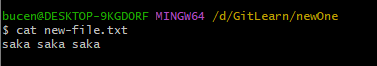 bucen@DESKTOP-9KGDORF MINGW64 /d/GitLearn/newOne
$ cat new-file.txt
saka saka saka